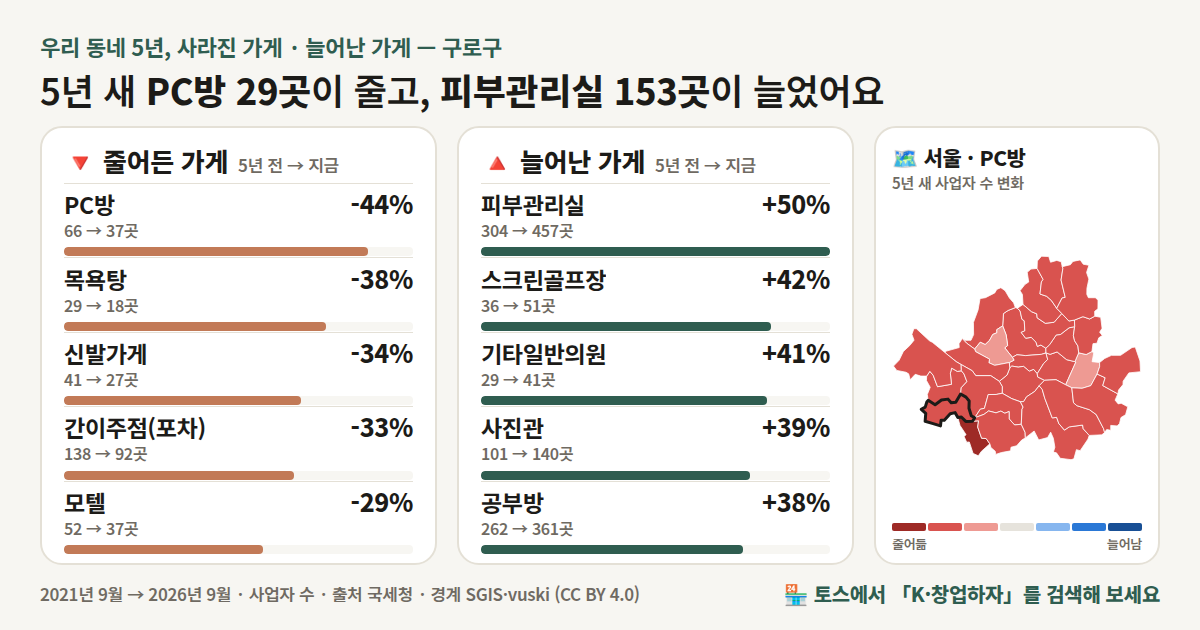 우리 동네 5년, 사라진 가게 · 늘어난 가게 — 구로구
5년 새 PC방 29곳이 줄고, 피부관리실 153곳이 늘었어요
줄어든 가게 5년 전 → 지금
PC방 -44%
66 → 37곳
목욕탕 -38%
29 → 18곳
신발가게 -34%
41 → 27곳
간이주점(포차) -33%
138 → 92곳
모텔 -29%
52 → 37곳
늘어난 가게 5년 전 → 지금
피부관리실 +50%
304 → 457곳
스크린골프장 +42%
36 → 51곳
기타일반의원 +41%
29 → 41곳
사진관 +39%
101 → 140곳
공부방 +38%
262 → 361곳
서울 · PC방
5년 새 사업자 수 변화
줄어듦 늘어남
2021년 9월 → 2026년 9월 · 사업자 수 · 출처 국세청 · 경계 SGIS·vuski (CC BY 4.0)
토스에서 「K·창업하자」를 검색해 보세요